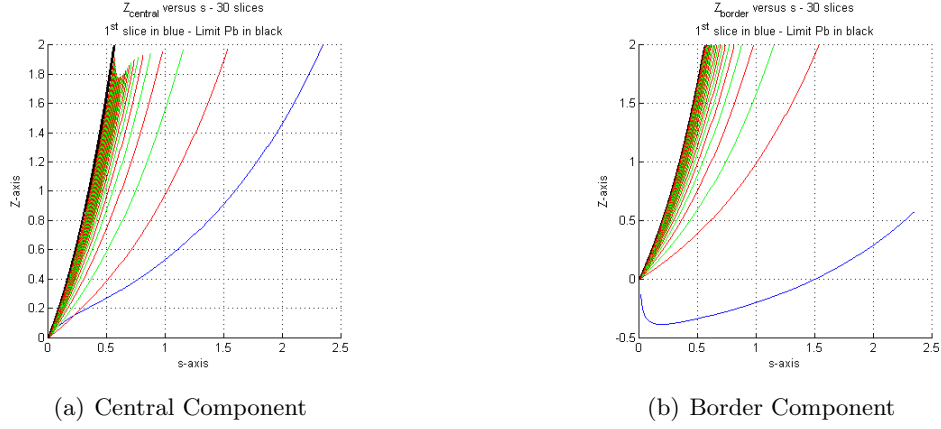 Z_central versus s - 30 slices
1st slice in blue - Limit Pb in black
2
1.8
1.6
1.4
1.2
1
0.8
0.6
0.4
0.2
0
Z-axis
0 0.5 1 1.5 2 2.5
s-axis
(a) Central Component
Z_border versus s - 30 slices
1st slice in blue - Limit Pb in black
2
1.5
1
0.5
0
-0.5
Z-axis
0 0.5 1 1.5 2 2.5
s-axis
(b) Border Component